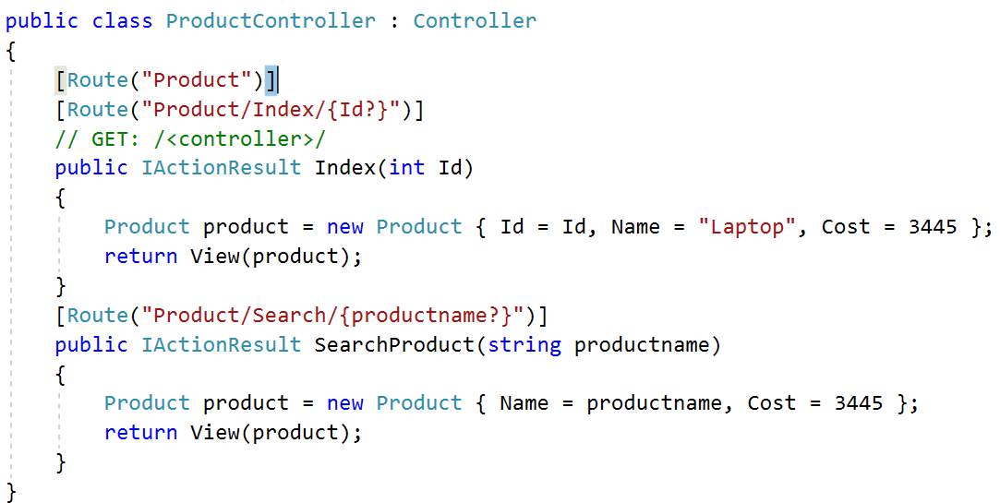 public class ProductController : Controller
{
    [Route("Product")]
    [Route("Product/Index/{Id?}")]
    // GET: /<controller>/
    public IActionResult Index(int Id)
    {
        Product product = new Product { Id = Id, Name = "Laptop", Cost = 3445 };
        return View(product);
    }
    [Route("Product/Search/{productname?}")]
    public IActionResult SearchProduct(string productname)
    {
        Product product = new Product { Name = productname, Cost = 3445 };
        return View(product);
    }
}